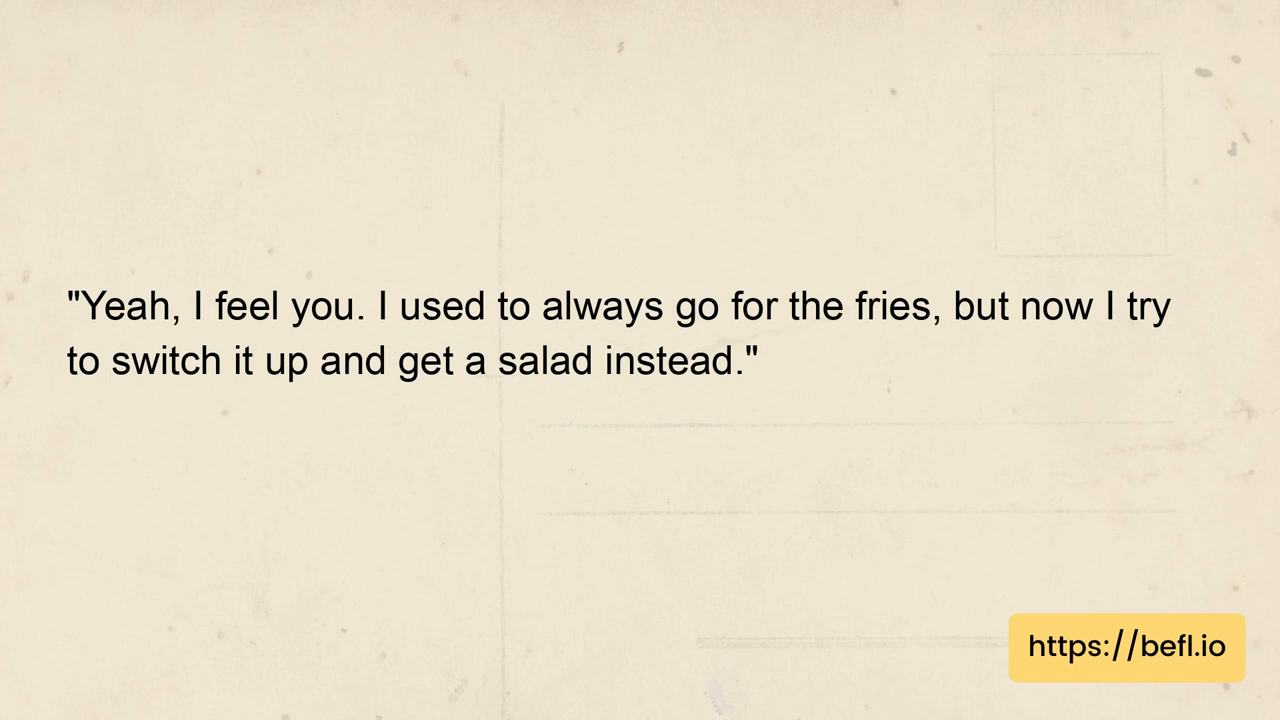 "Yeah, I feel you. I used to always go for the fries, but now I try
to switch it up and get a salad instead."
https://befl.io